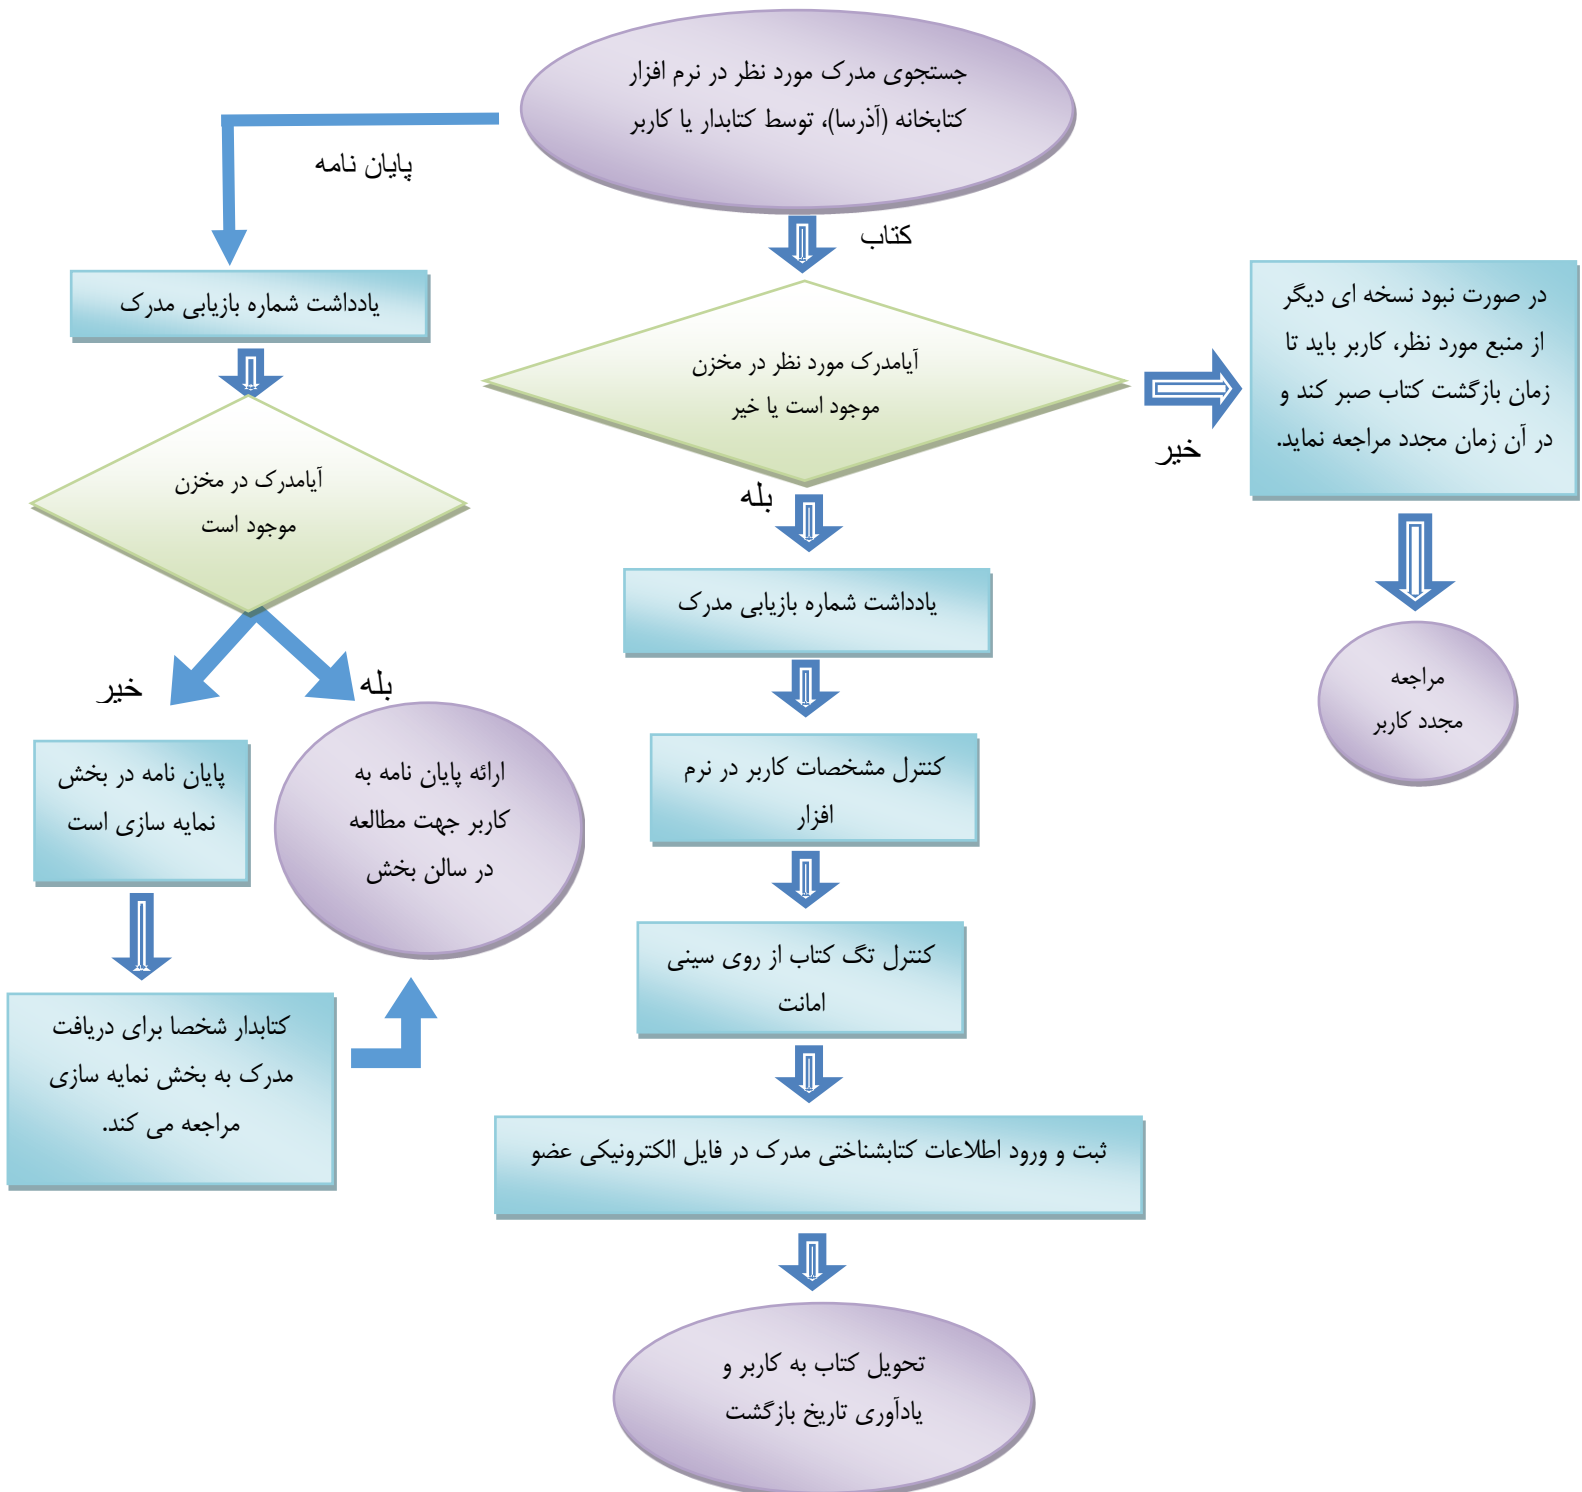 جستجوی مدرک مورد نظر در نرم افزار
کتابخانه (آذرسا)، توسط کتابدار یا کاربر
پایان نامه
کتاب
یادداشت شماره بازیابی مدرک
آیامدرک در مخزن
موجود است
خیر
بله
پایان نامه در بخش
نمایه سازی است
ارائه پایان نامه به
کاربر جهت مطالعه
در سالن بخش
کتابدار شخصا برای دریافت
مدرک به بخش نمایه سازی
مراجعه می کند.
آیامدرک مورد نظر در مخزن
موجود است یا خیر
خیر
بله
در صورت نبود نسخه ای دیگر
از منبع مورد نظر، کاربر باید تا
زمان بازگشت کتاب صبر کند و
در آن زمان مجدد مراجعه نماید.
مراجعه
مجدد کاربر
یادداشت شماره بازیابی مدرک
کنترل مشخصات کاربر در نرم
افزار
کنترل تگ کتاب از روی سینی
امانت
ثبت و ورود اطلاعات کتابشناختی مدرک در فایل الکترونیکی عضو
تحویل کتاب به کاربر و
یادآوری تاریخ بازگشت